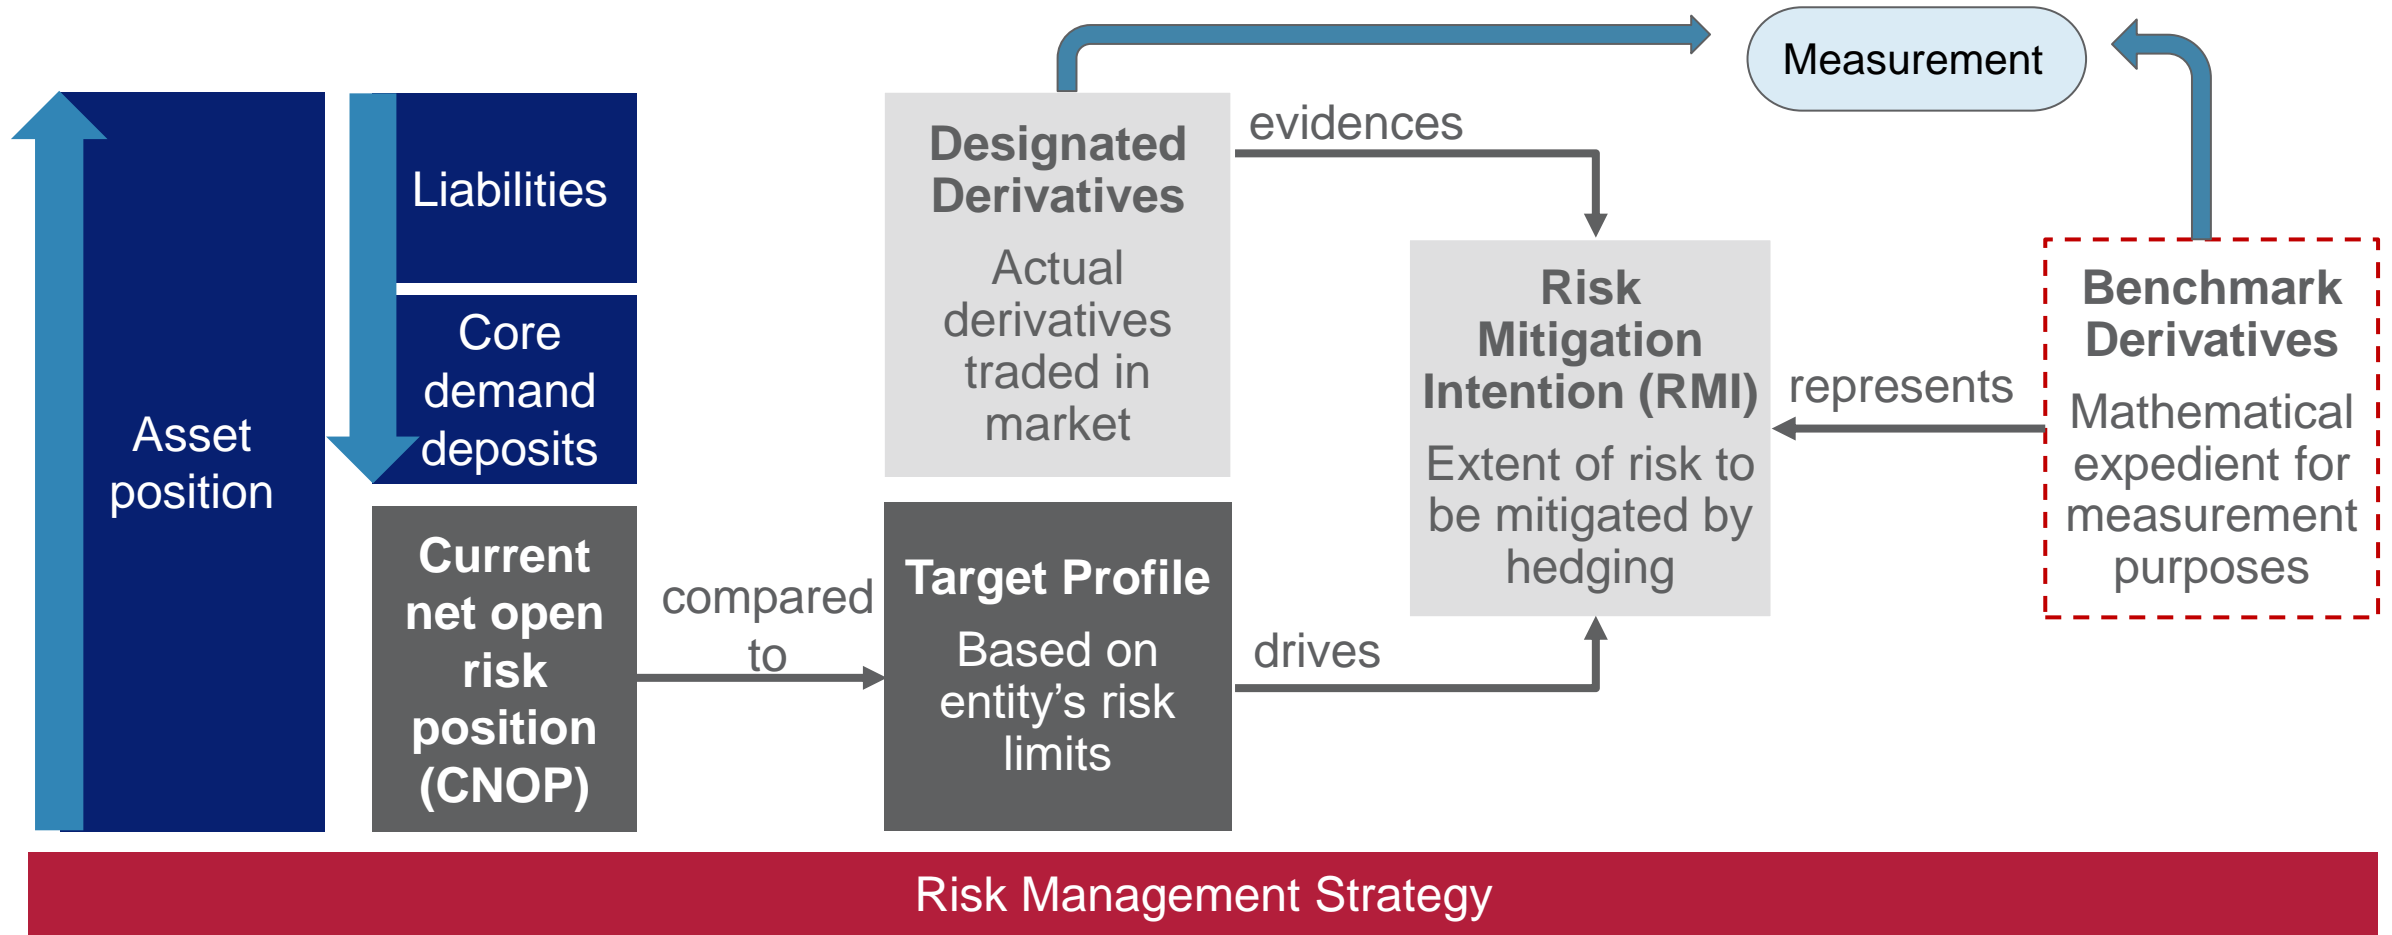 Measurement
Asset
position
Liabilities
Core
demand
deposits
Current
net open
risk
position
(CNOP)
compared
to
Designated
Derivatives
Actual
derivatives
traded in
market
Target Profile
Based on
entity’s risk
limits
evidences
drives
Risk
Mitigation
Intention (RMI)
Extent of risk to
be mitigated by
hedging
represents
Benchmark
Derivatives
Mathematical
expedient for
measurement
purposes
Risk Management Strategy